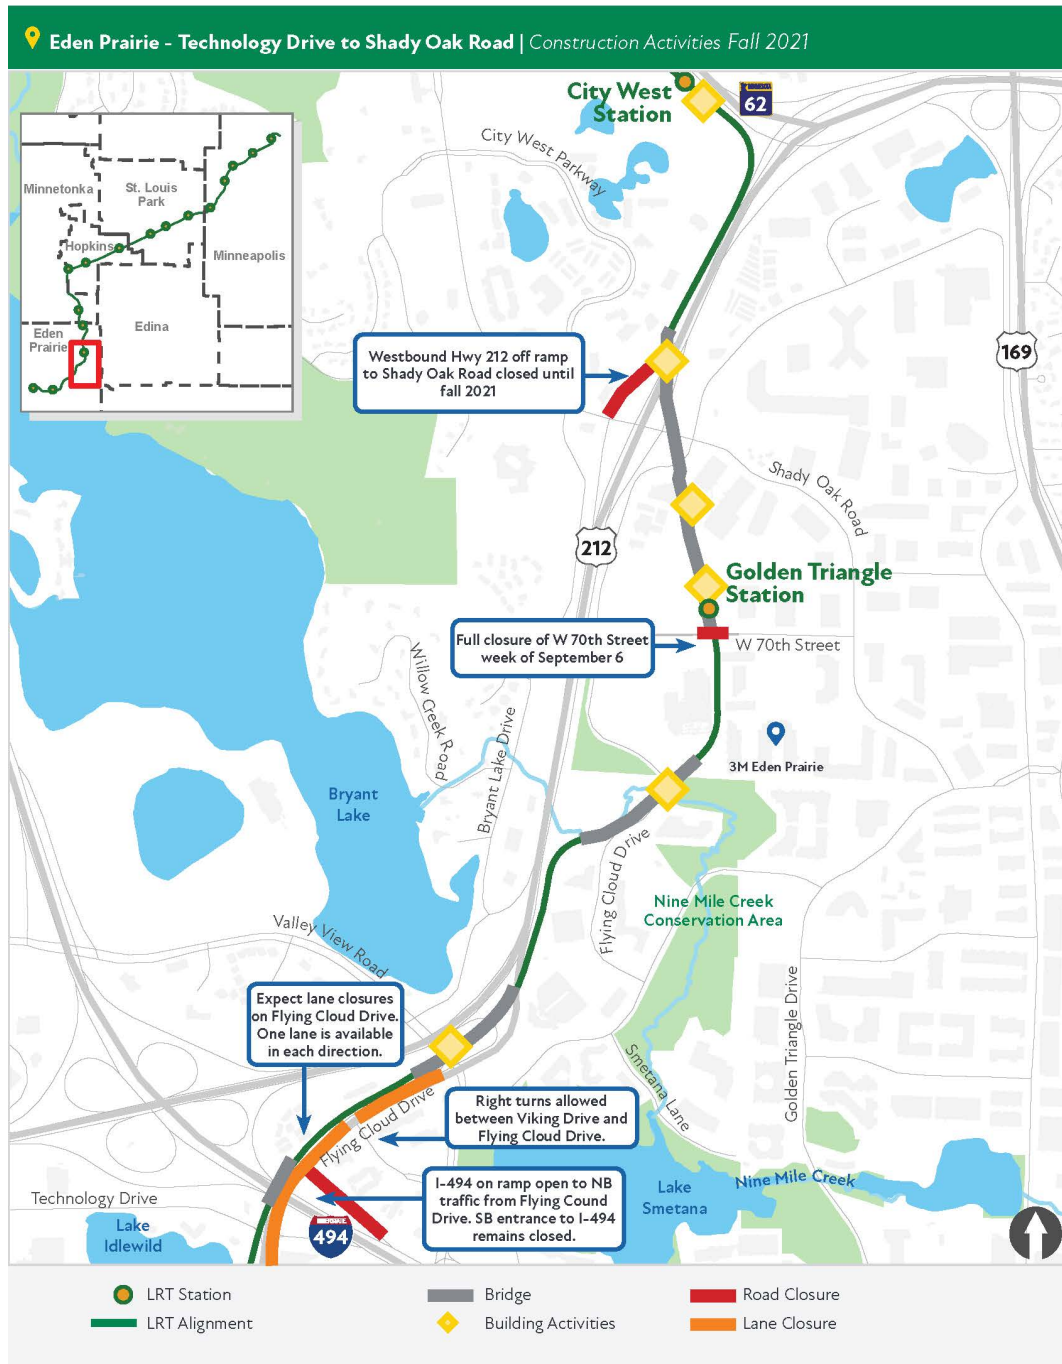 Eden Prairie - Technology Drive to Shady Oak Road | Construction Activities Fall 2021
City West
Station
62
City West Parkway
Minnetonka
St. Louis
Park
Hopkins
Minneapolis
Eden
Prairie
Edina
169
Westbound Hwy 212 off ramp
to Shady Oak Road closed until
fall 2021
Shady Oak Road
212
Golden Triangle
Station
Full closure of W 70th Street
week of September 6
W 70th Street
Willow Creek R-
oad
Bryant Lake Drive
3M Eden Prairie
Bryant
Lake
Flying Cloud Drive
Nine Mile Creek
Conservation Area
Valley View Road
Golden Triangle Drive
Expect lane closures
on Flying Cloud Drive.
One lane is available
in each direction.
Smetana Lane
Right turns allowed
between Viking Drive and
Flying Cloud Drive.
Flying Cloud Drive
I-494 on ramp open to NB
traffic from Flying Cound
Drive. SB entrance to I-494
remains closed.
Nine Mile Creek
Lake
Smetana
Technology Drive
Lake
Idlewild
INTERSTATE
494
LRT Station
Bridge
Road Closure
LRT Alignment
Building Activities
Lane Closure